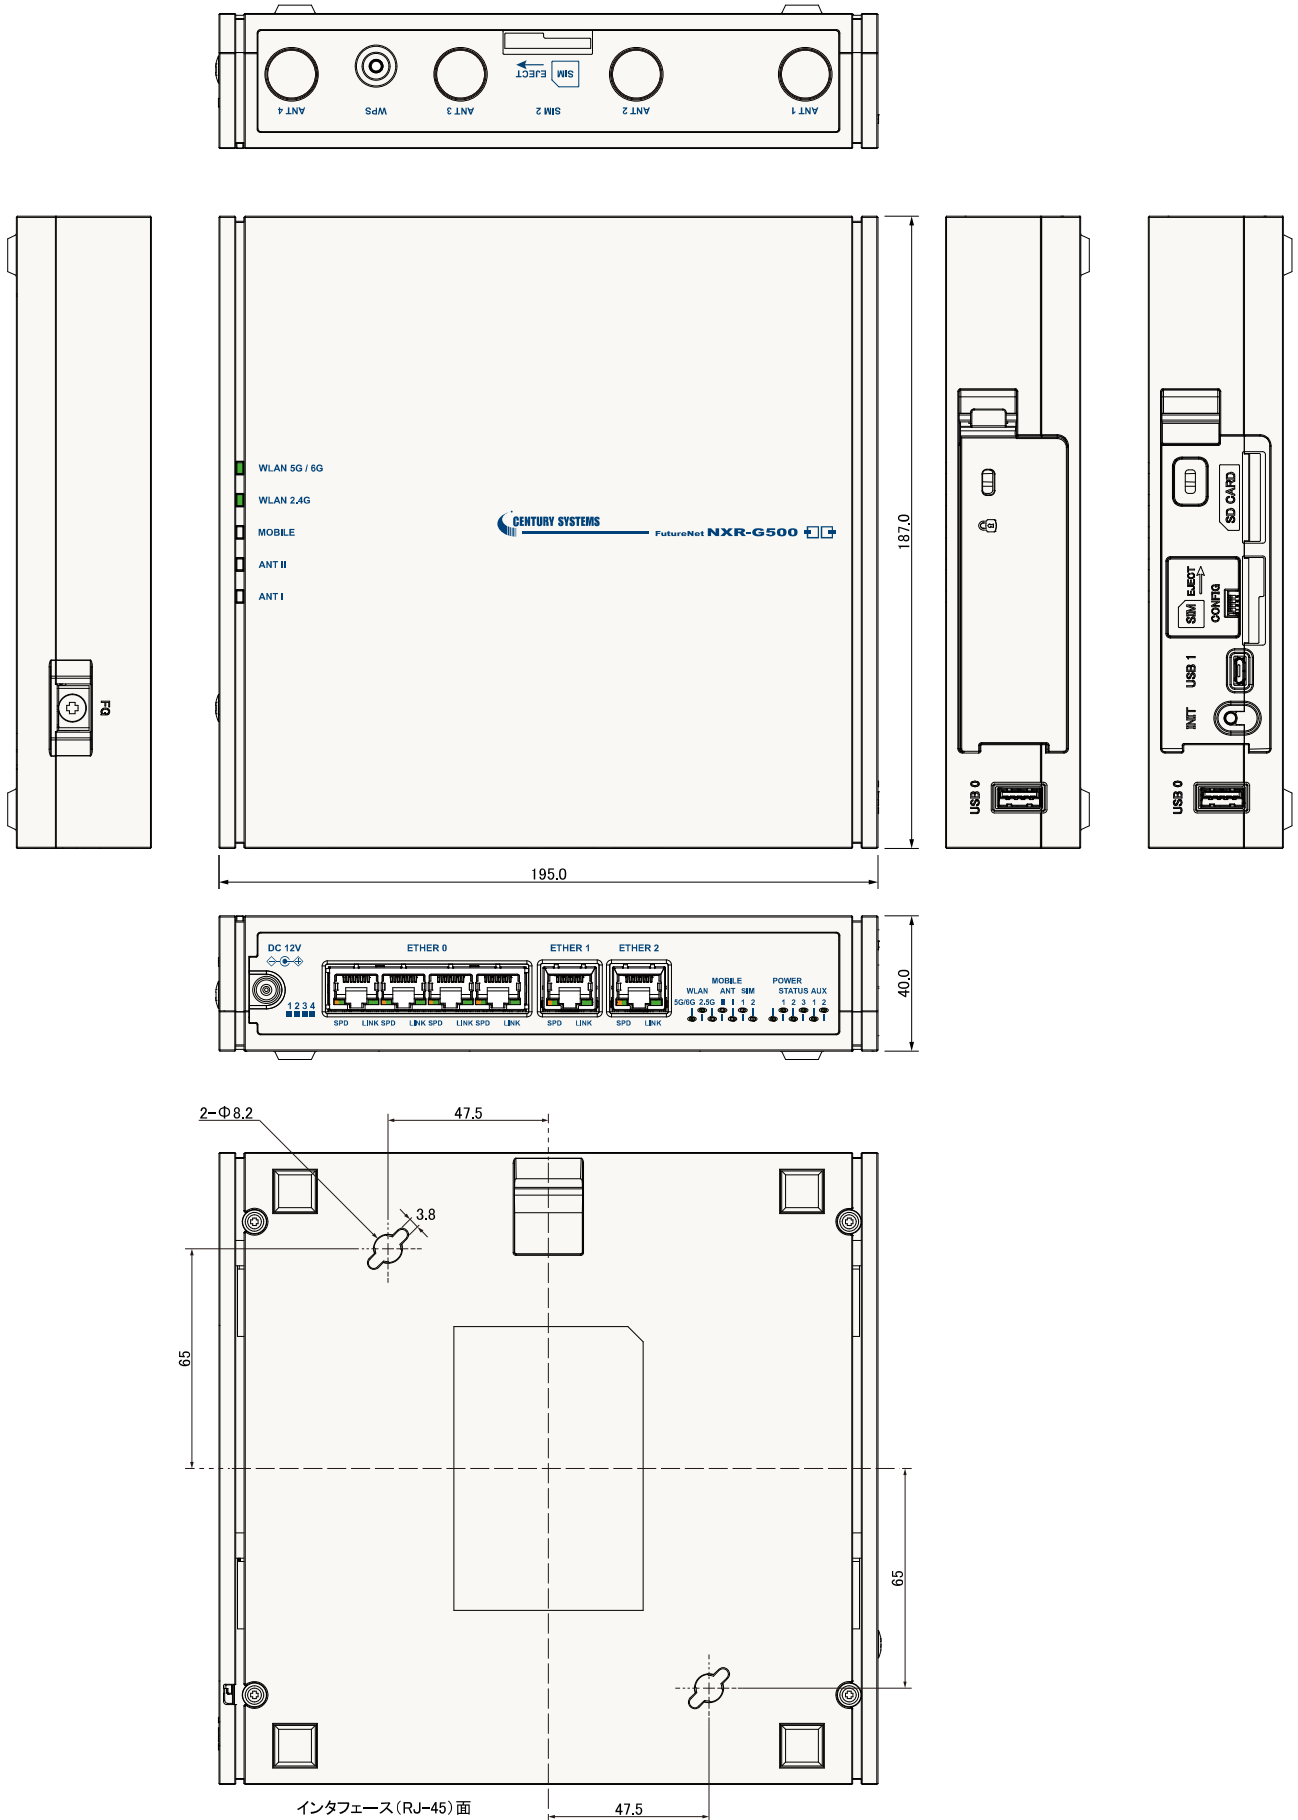 ANT 4
WPS
ANT 3
EJECT
SIM
SIM 2
ANT 2
ANT 1
WLAN 5G / 6G
WLAN 2.4G
MOBILE
ANT II
ANT I
CENTURY SYSTEMS
FutureNet NXR-G500
FG
187.0
195.0
USB 0
SD CARD
SIM EJECT
CONFIG
USB 1
INIT
USB 0
DC 12V
ETHER 0
ETHER 1
ETHER 2
1 2 3 4
SPD LINK SPD LINK SPD LINK SPD LINK
SPD LINK
SPD LINK
MOBILE
WLAN ANT SIM
5G/6G 2.5G II I 1 2
POWER
STATUS AUX
1 2 3 1 2
40.0
2-Φ8.2
47.5
3.8
65
65
47.5
インタフェース(RJ-45)面